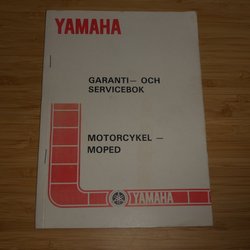 YAMAHA
GARANTI— OCH
SERVICEBOK
MOTORCYKEL —
MOPED
YAMAHA